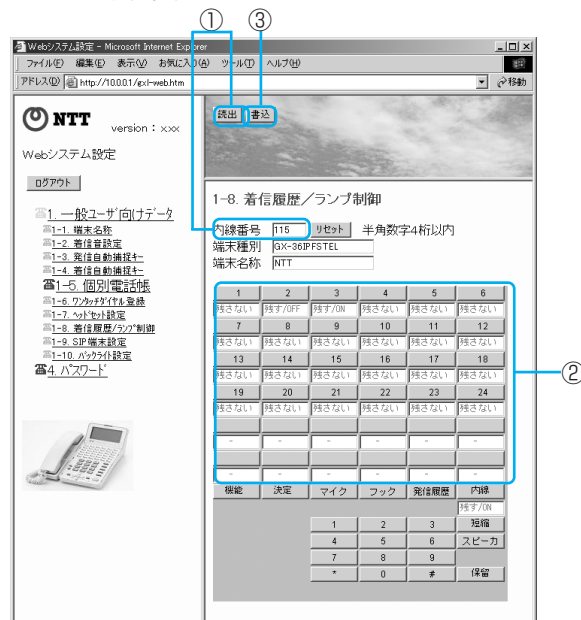 ① ③
Webシステム設定 - Microsoft Internet Explorer
ファイル(F) 編集(E) 表示(V) お気に入り(A) ツール(T) ヘルプ(H)
アドレス(D) http://10.0.0.1/gxl-web.htm 移動
NTT version：x.xx
Webシステム設定
ログアウト
1. 一般ユーザ向けデータ
1-1. 端末名称
1-2. 着信音設定
1-3. 発信自動捕捉キー
1-4. 着信自動捕捉キー
1-5. 個別電話帳
1-6. ワンタッチダイヤル登録
1-7. ヘッドセット設定
1-8. 着信履歴/ランプ制御
1-9. SIP端末設定
1-10. バックライト設定
4. パスワード
読出 書込
1-8. 着信履歴／ランプ制御
内線番号 115 リセット 半角数字4桁以内
端末種別 GX-36IPFSTEL
端末名称 NTT
②
1 2 3 4 5 6
残さない 残す/OFF 残す/ON 残さない 残さない 残さない
7 8 9 10 11 12
残さない 残さない 残さない 残さない 残さない 残さない
13 14 15 16 17 18
残さない 残さない 残さない 残さない 残さない 残さない
19 20 21 22 23 24
残さない 残さない 残さない 残さない 残さない 残さない
- - - - - -
- - - - - -
機能 決定 マイク フック 発信履歴 内線
残す/ON
1 2 3 短縮
4 5 6 スピーカ
7 8 9
* 0 # 保留